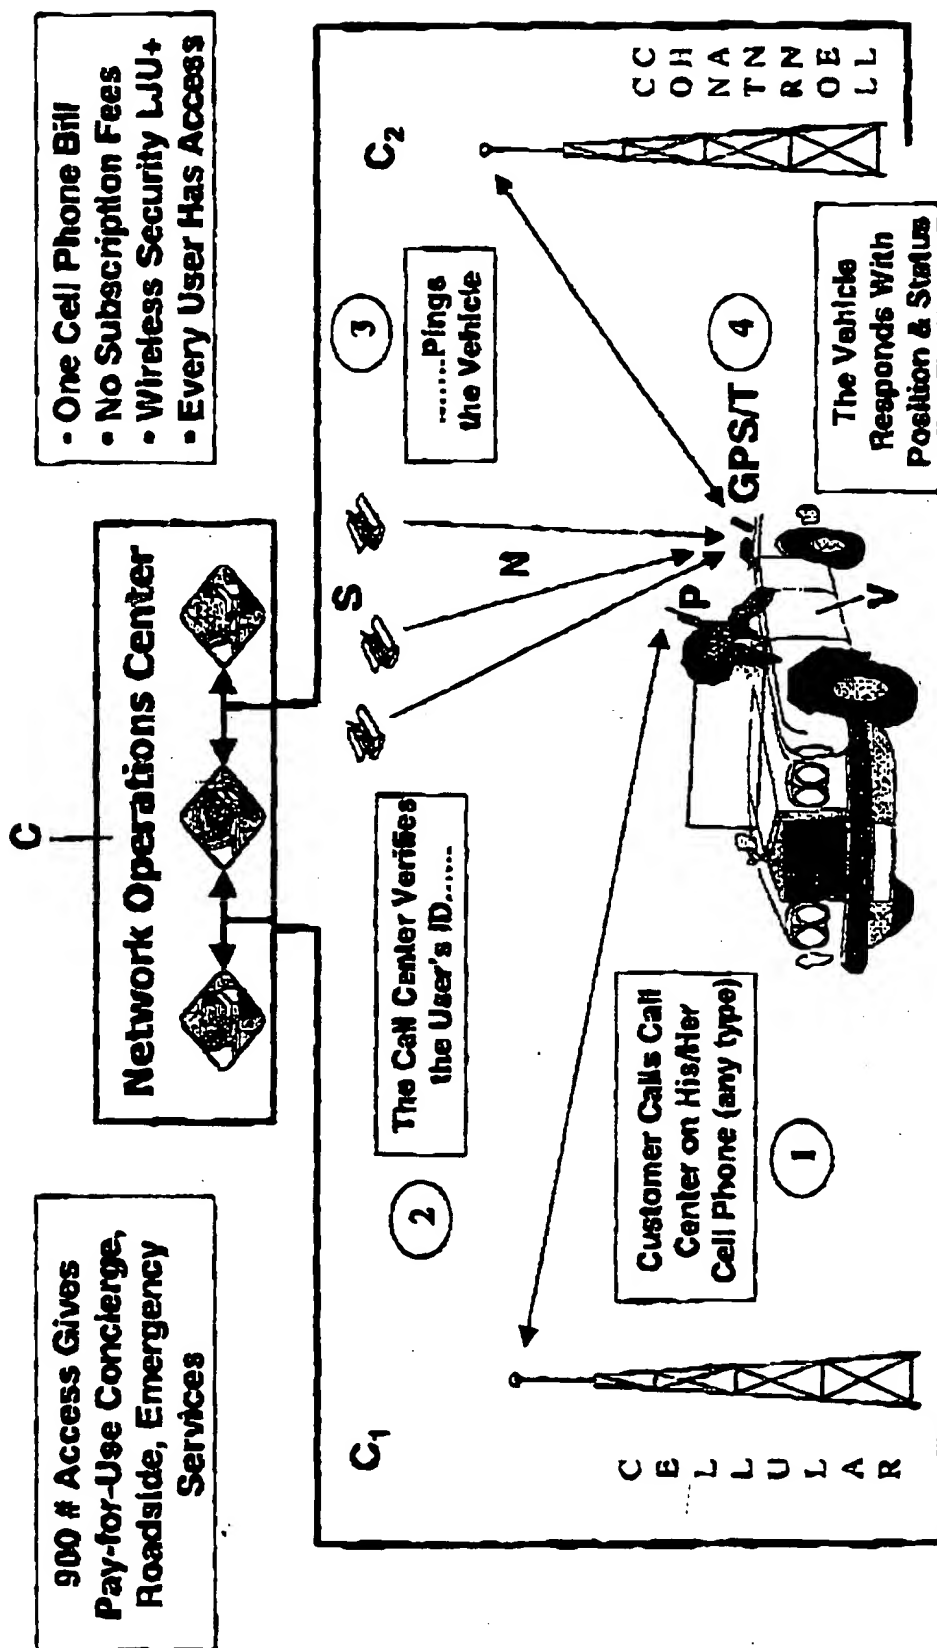 900 # Access Gives
Pay-for-Use Concierge,
Roadside, Emergency
Services
C
Network Operations Center
• One Cell Phone Bill
• No Subscription Fees
• Wireless Security LJU+
• Every User Has Access
C1
2
The Call Center Verifies
the User's ID.......
S
3
.......Pings
the Vehicle
C2
N
CELLULAR
Customer Calls Call
Center on His/Her
Cell Phone (any type)
1
P
GPS/T
4
V
The Vehicle
Responds With
Position & Status
CONTROL
CHANNEL